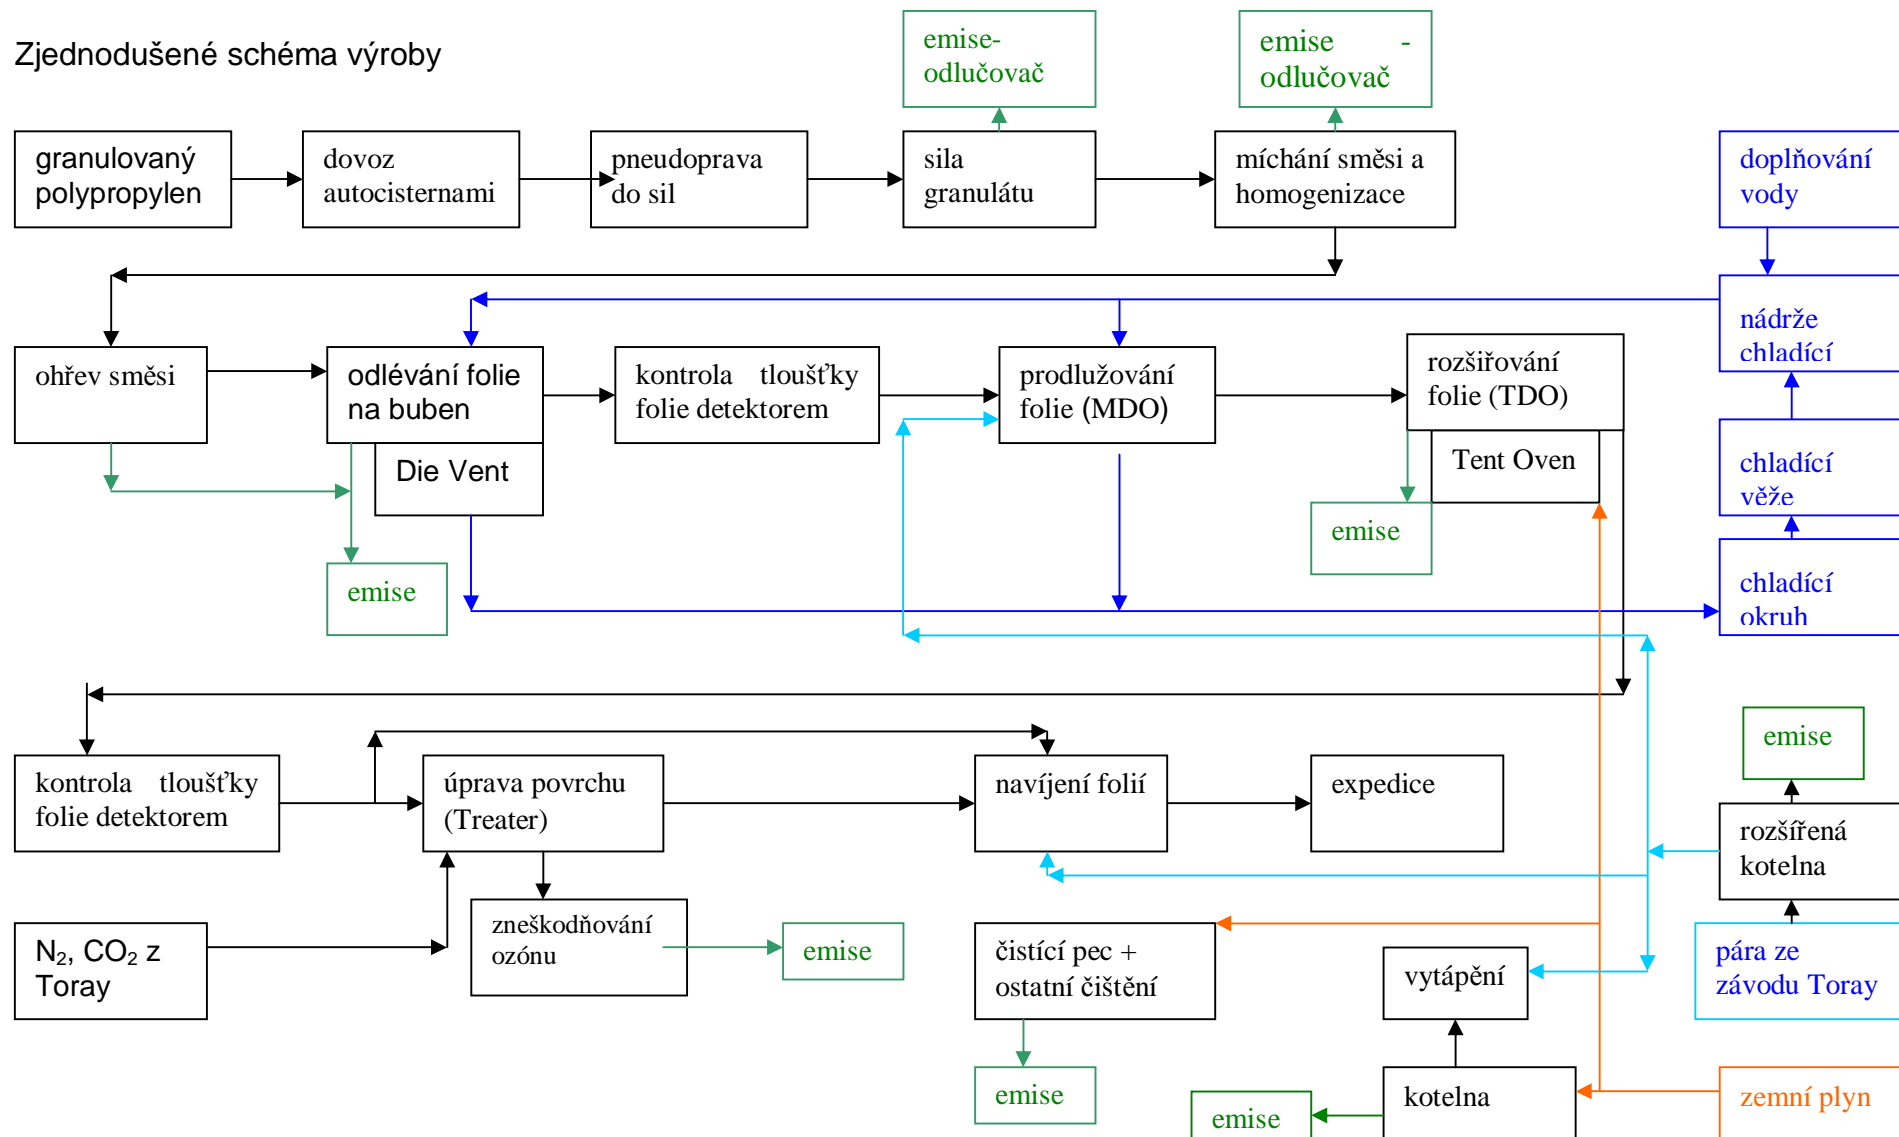 Zjednodušené schéma výroby
emise-
odlučovač
emise -
odlučovač
granulovaný
polypropylen
dovoz
autocisternami
pneudoprava
do sil
sila
granulátu
míchání směsi a
homogenizace
doplňování
vody
nádrže
chladící
ohřev směsi
odlévání folie
na buben
kontrola tloušťky
folie detektorem
prodlužování
folie (MDO)
rozšiřování
folie (TDO)
Die Vent
Tent Oven
chladící
věže
emise
emise
chladící
okruh
emise
kontrola tloušťky
folie detektorem
úprava povrchu
(Treater)
navíjení folií
expedice
rozšířená
kotelna
N₂, CO₂ z
Toray
zneškodňování
ozónu
emise
čistící pec +
ostatní čištění
vytápění
pára ze
závodu Toray
emise
emise
kotelna
zemní plyn